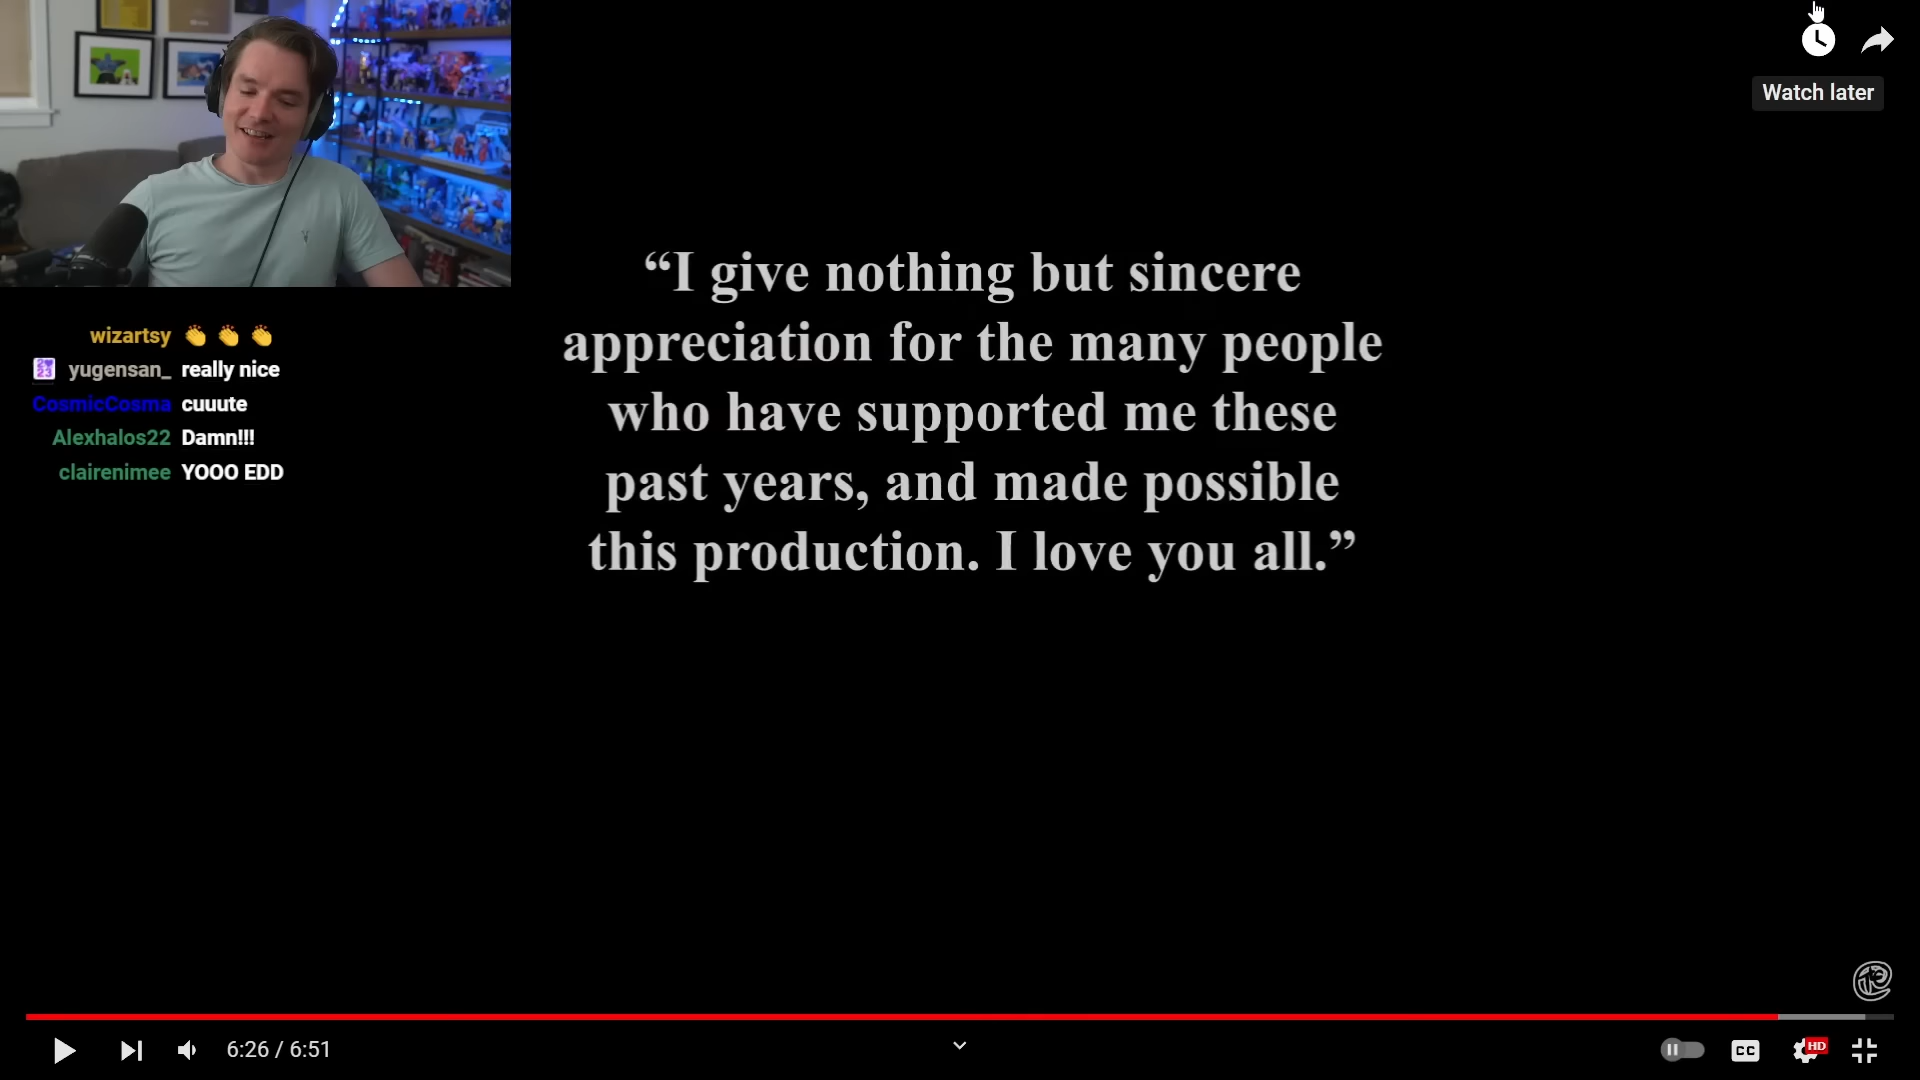 Watch later
“I give nothing but sincere
appreciation for the many people
who have supported me these
past years, and made possible
this production. I love you all.”
wizartsy 👏 👏 👏
yugensan_ really nice
CosmicCosma cuuute
Alexhalos22 Damn!!!
clairenimee YOOO EDD
6:26 / 6:51
CC
HD